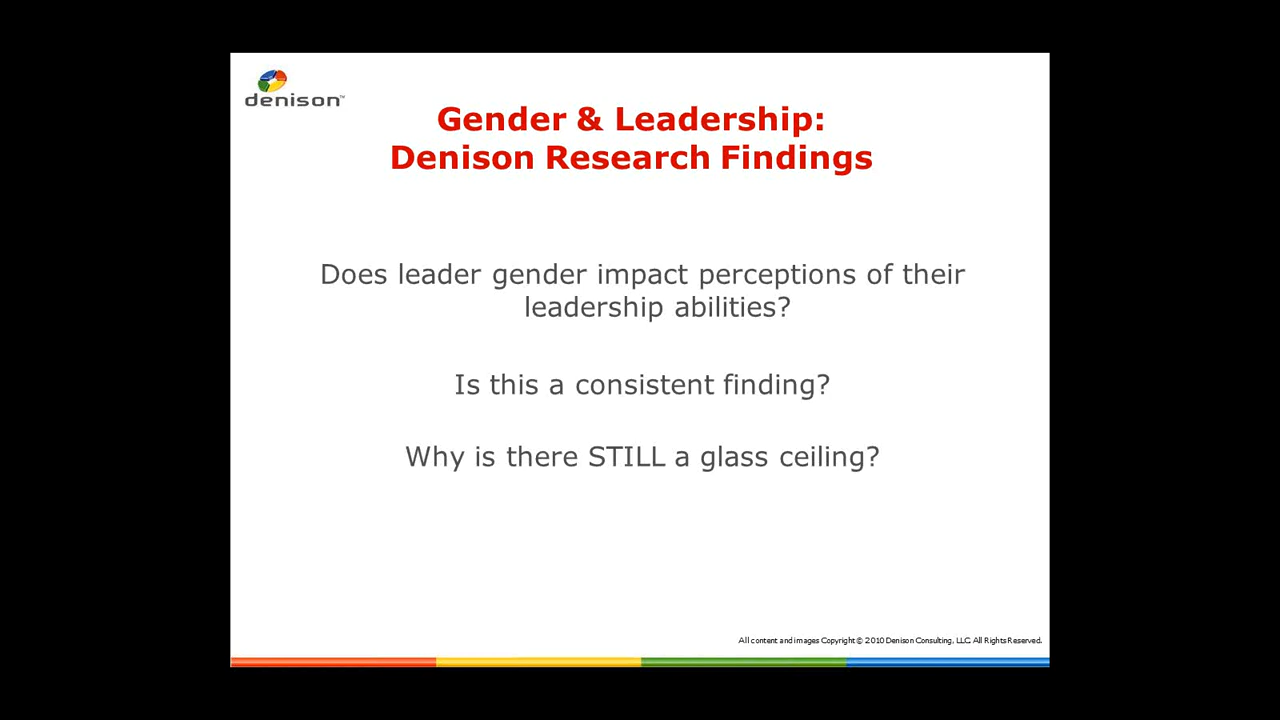 denison™
Gender & Leadership:
Denison Research Findings
Does leader gender impact perceptions of their
leadership abilities?
Is this a consistent finding?
Why is there STILL a glass ceiling?
All content and images Copyright © 2010 Denison Consulting, LLC. All Rights Reserved.